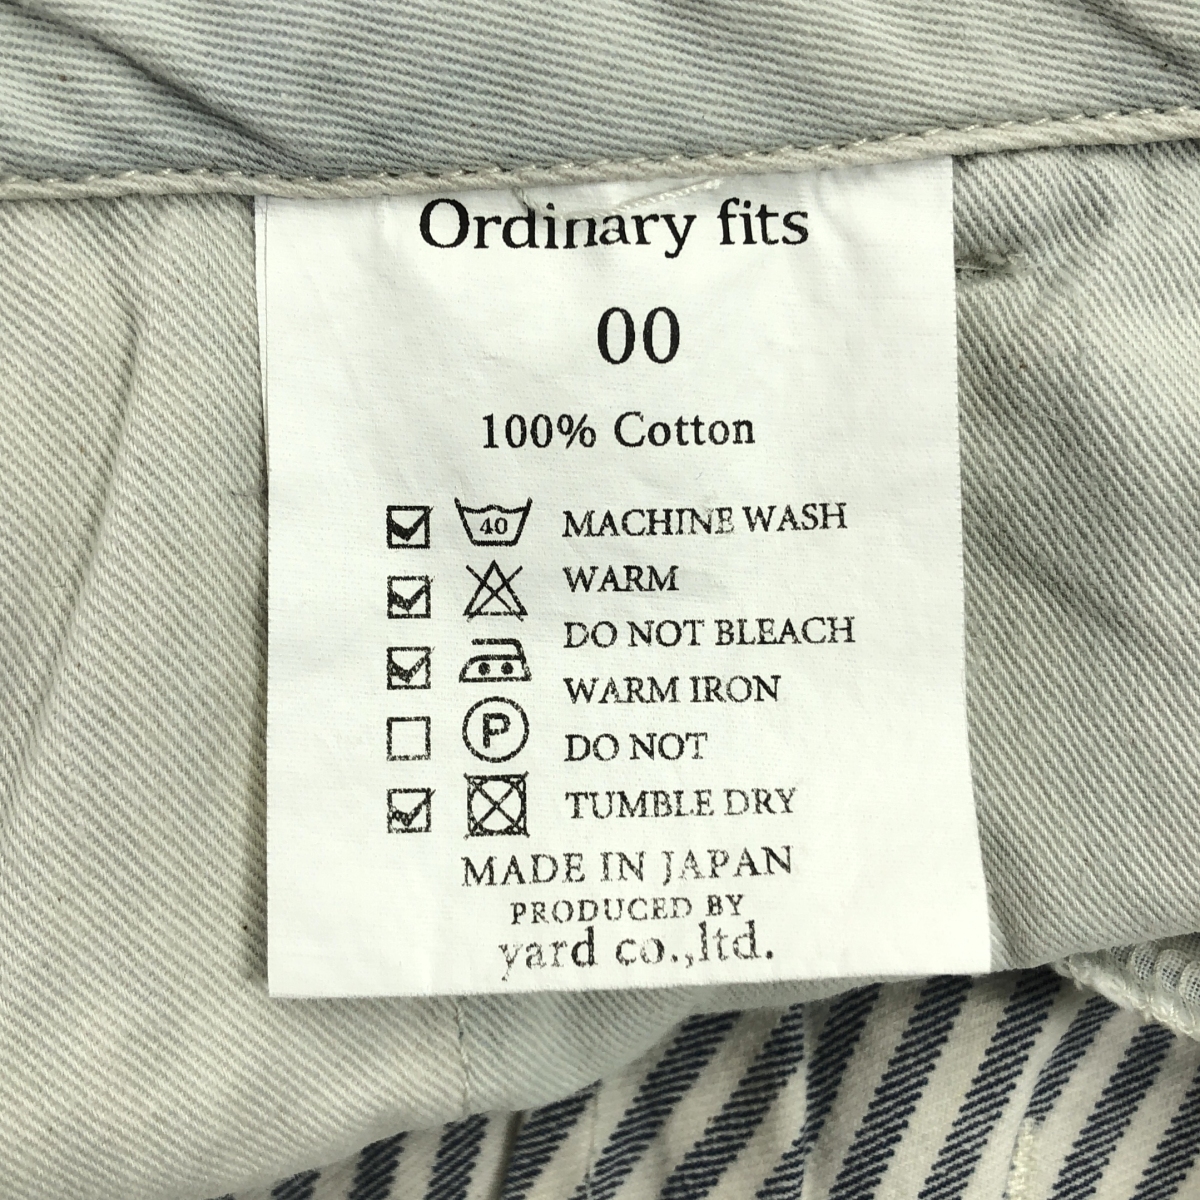 Ordinary fits
00
100% Cotton
40 MACHINE WASH
WARM
DO NOT BLEACH
WARM IRON
P DO NOT
TUMBLE DRY
MADE IN JAPAN
PRODUCED BY
yard co.,ltd.